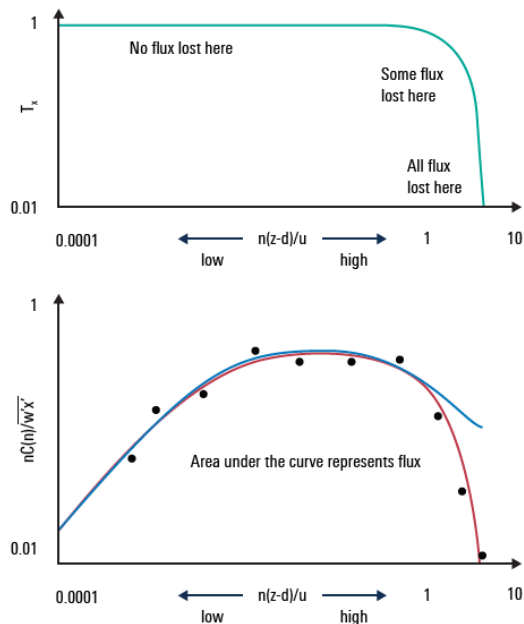 1
No flux lost here
Some flux
lost here
T_x
All flux
lost here
0.01
0.0001
n(z-d)/u
1
10
low
high
1
nC(n)/w'x'
Area under the curve represents flux
0.01
0.0001
n(z-d)/u
1
10
low
high